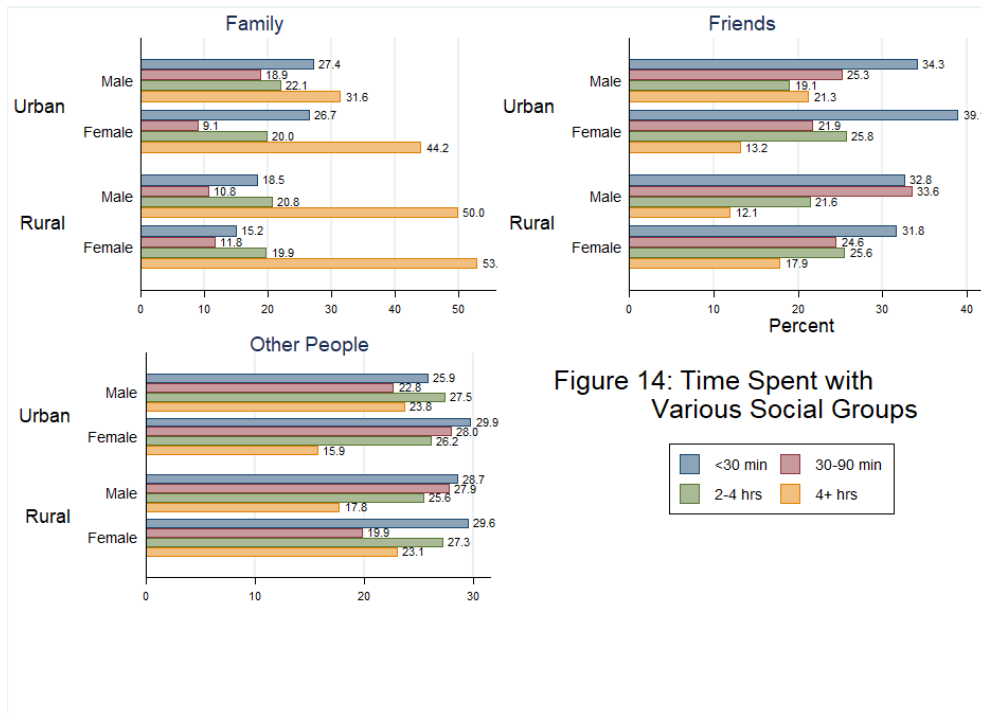 Family
Urban
Male
27.4
18.9
22.1
31.6
Female
26.7
9.1
20.0
44.2
Rural
Male
18.5
10.8
20.8
50.0
Female
15.2
11.8
19.9
53.
0 10 20 30 40 50
Friends
Urban
Male
34.3
25.3
19.1
21.3
Female
39.
21.9
25.8
13.2
Rural
Male
32.8
33.6
21.6
12.1
Female
31.8
24.6
25.6
17.9
0 10 20 30 40
Percent
Other People
Urban
Male
25.9
22.8
27.5
23.8
Female
29.9
28.0
26.2
15.9
Rural
Male
28.7
27.9
25.6
17.8
Female
29.6
19.9
27.3
23.1
0 10 20 30
Figure 14: Time Spent with
Various Social Groups
<30 min 30-90 min
2-4 hrs 4+ hrs